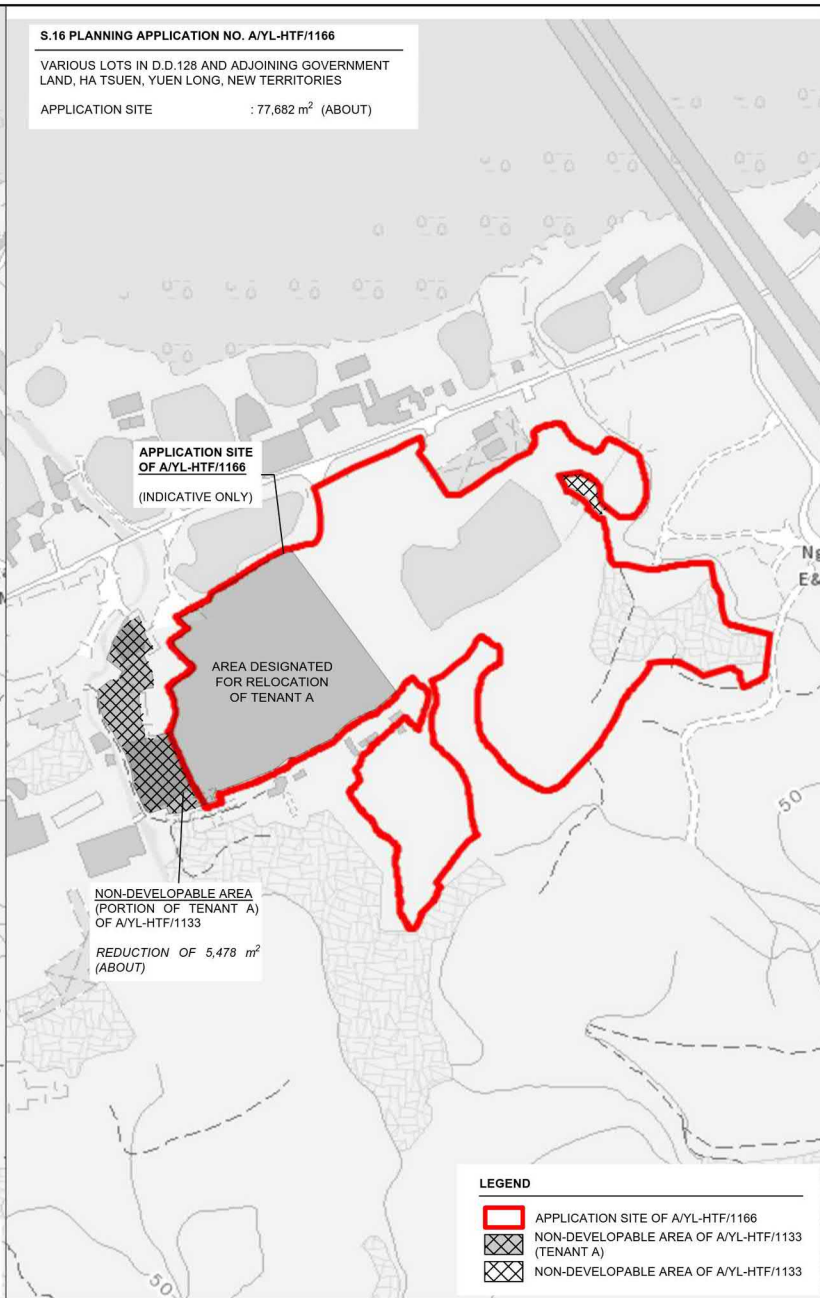 S.16 PLANNING APPLICATION NO. A/YL-HTF/1166
VARIOUS LOTS IN D.D.128 AND ADJOINING GOVERNMENT
LAND, HA TSUEN, YUEN LONG, NEW TERRITORIES
APPLICATION SITE : 77,682 m² (ABOUT)
APPLICATION SITE
OF A/YL-HTF/1166
(INDICATIVE ONLY)
Ng
E&
AREA DESIGNATED
FOR RELOCATION
OF TENANT A
50
NON-DEVELOPABLE AREA
(PORTION OF TENANT A)
OF A/YL-HTF/1133
REDUCTION OF 5,478 m²
(ABOUT)
LEGEND
APPLICATION SITE OF A/YL-HTF/1166
NON-DEVELOPABLE AREA OF A/YL-HTF/1133
(TENANT A)
NON-DEVELOPABLE AREA OF A/YL-HTF/1133
50